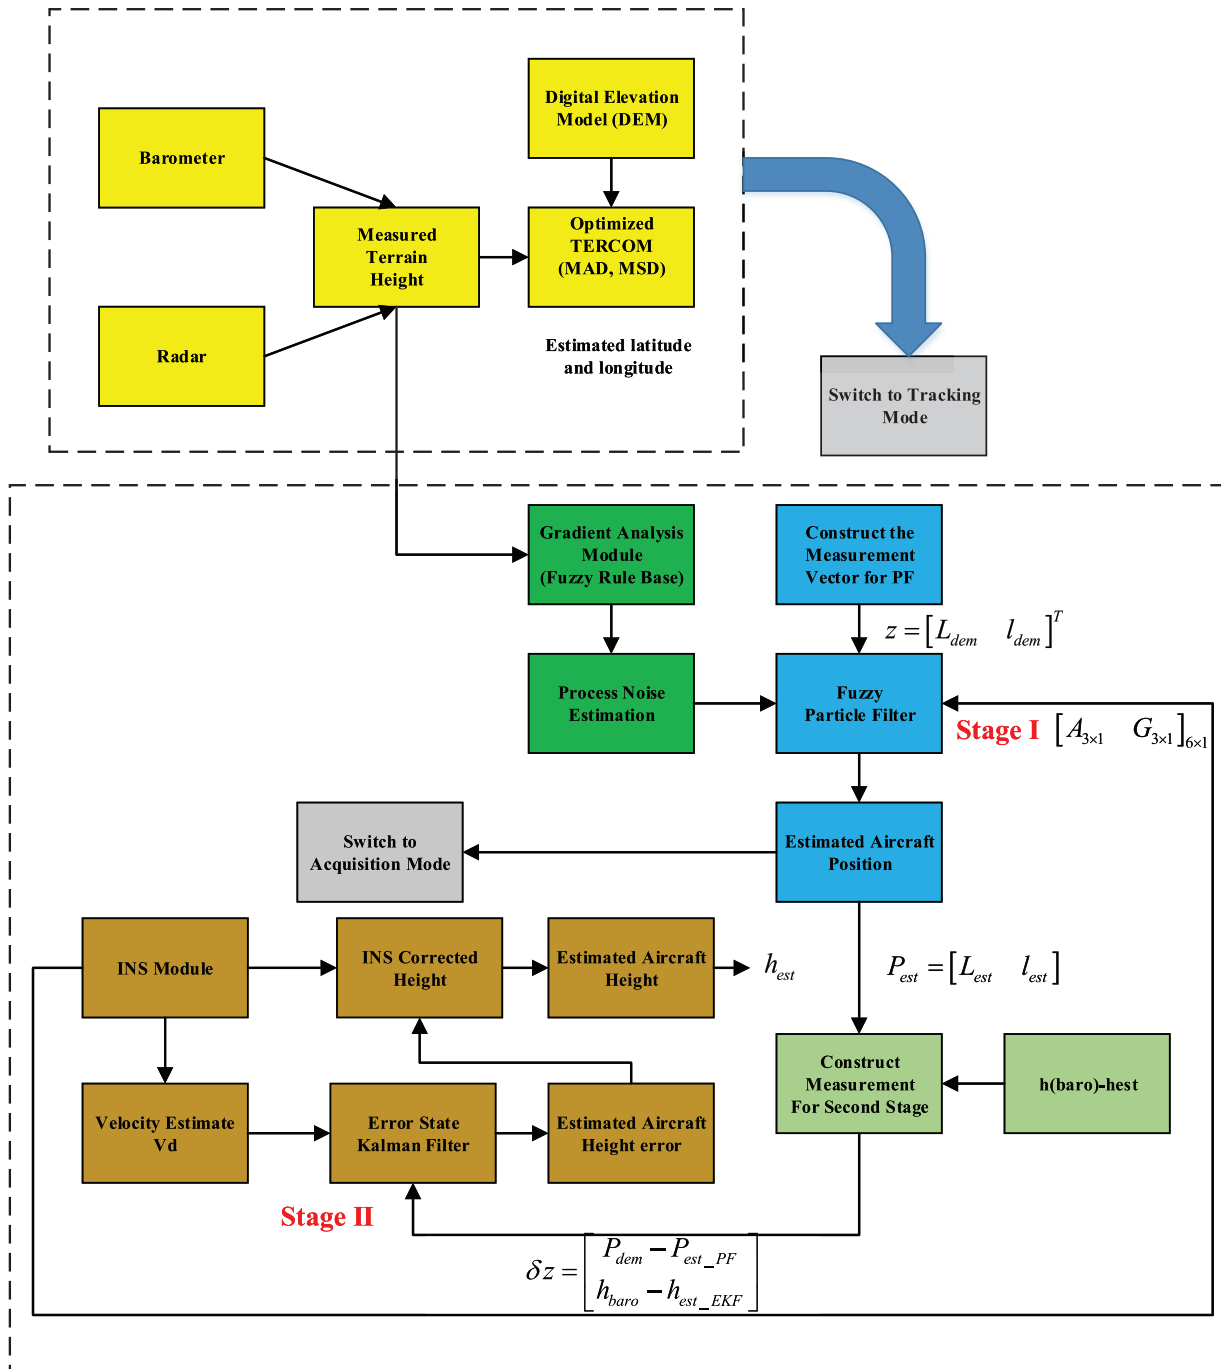 Digital Elevation
Model (DEM)
Barometer
Measured
Terrain
Height
Optimized
TERCOM
(MAD, MSD)
Radar
Estimated latitude
and longitude
Switch to Tracking
Mode
Gradient Analysis
Module
(Fuzzy Rule Base)
Construct the
Measurement
Vector for PF
z = [L_dem l_dem]^T
Process Noise
Estimation
Fuzzy
Particle Filter
Stage I [A_3×1 G_3×1]_6×1
Switch to
Acquisition Mode
Estimated Aircraft
Position
INS Module
INS Corrected
Height
Estimated Aircraft
Height
h_est
P_est = [L_est l_est]
Construct
Measurement
For Second Stage
h(baro)-hest
Velocity Estimate
Vd
Error State
Kalman Filter
Estimated Aircraft
Height error
Stage II
δz = [P_dem − P_est_PF
h_baro − h_est_EKF]